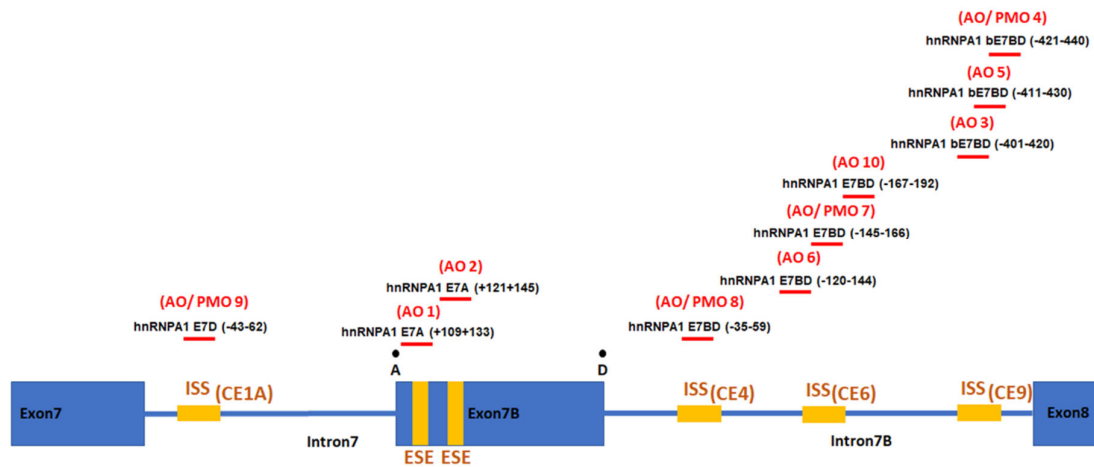 (AO/ PMO 4)
hnRNPA1 bE7BD (-421-440)
(AO 5)
hnRNPA1 bE7BD (-411-430)
(AO 3)
hnRNPA1 bE7BD (-401-420)
(AO 10)
hnRNPA1 E7BD (-167-192)
(AO/ PMO 7)
hnRNPA1 E7BD (-145-166)
(AO 6)
hnRNPA1 E7BD (-120-144)
(AO 2)
hnRNPA1 E7A (+121+145)
(AO/ PMO 9)
hnRNPA1 E7D (-43-62)
(AO 1)
hnRNPA1 E7A (+109+133)
(AO/ PMO 8)
hnRNPA1 E7BD (-35-59)
A
D
ISS (CE1A)
ISS (CE4)
ISS (CE6)
ISS (CE9)
Exon7
Exon7B
Exon8
Intron7
Intron7B
ESE
ESE